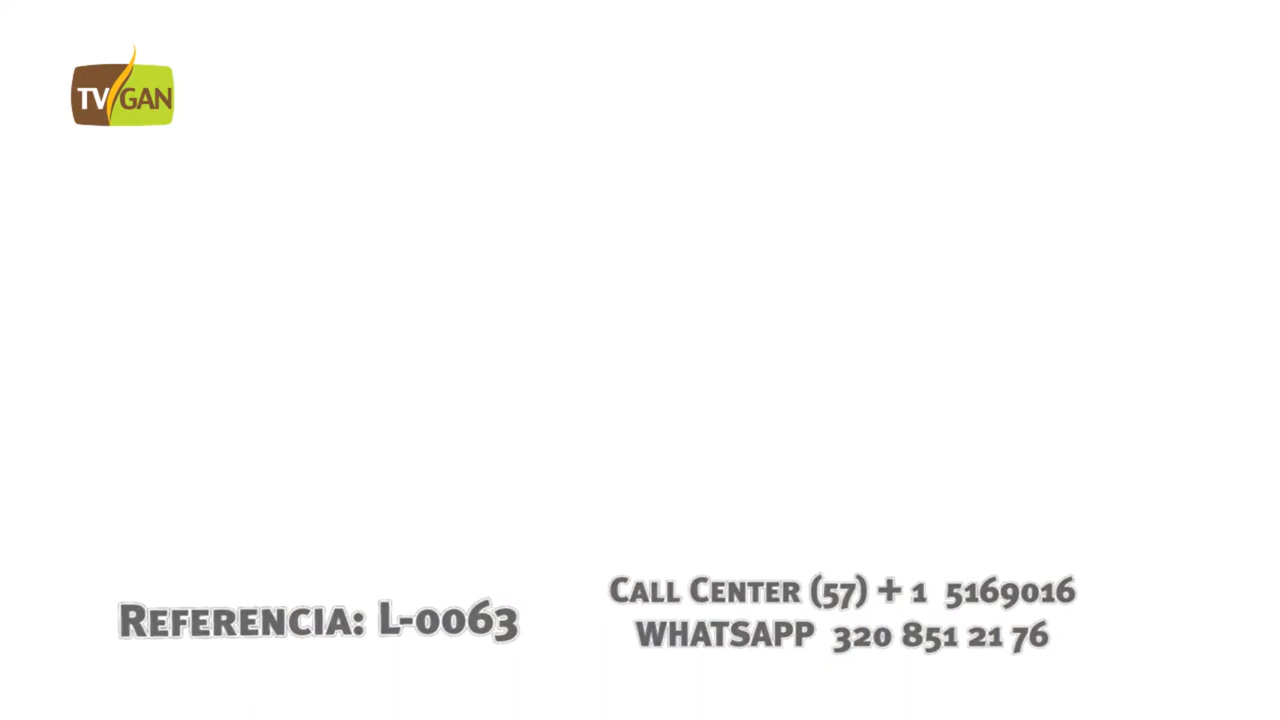 TV GAN
REFERENCIA: L-0063
CALL CENTER (57) + 1 5169016
WHATSAPP 320 851 21 76